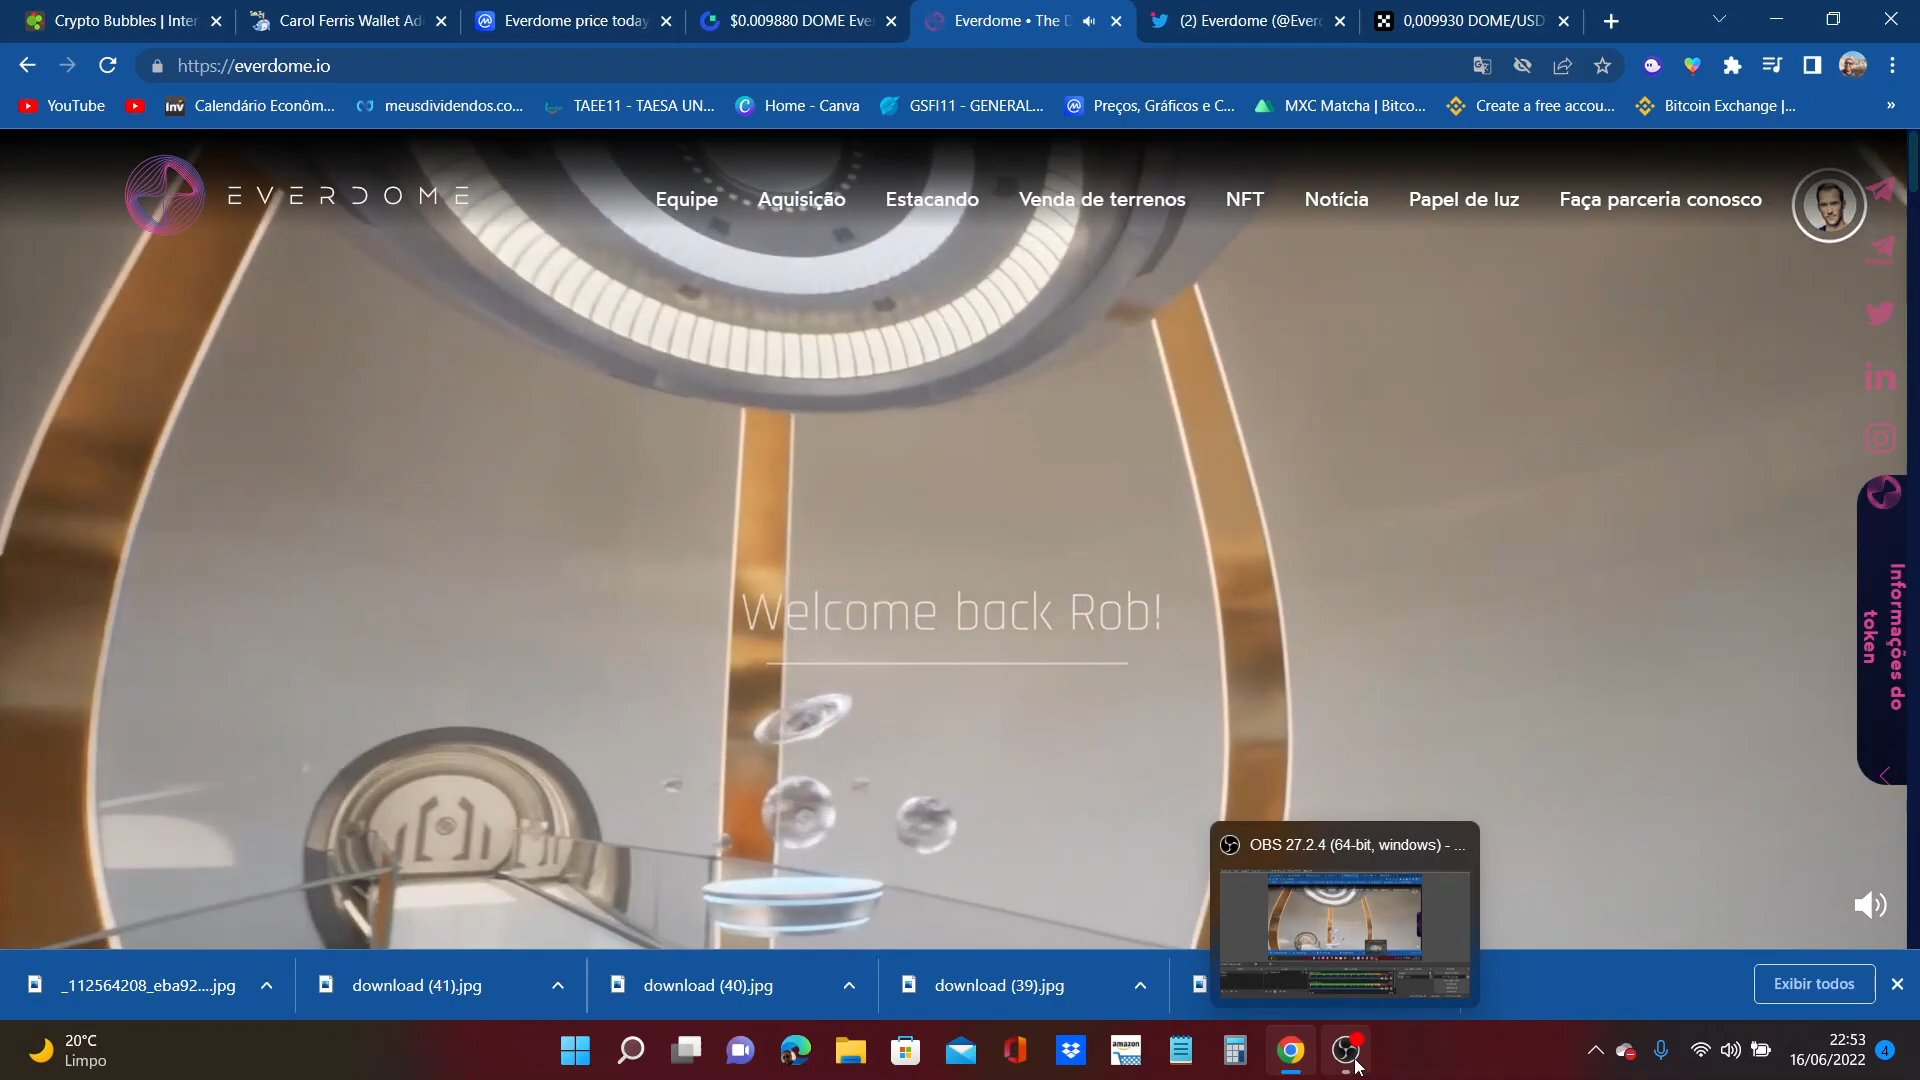 Crypto Bubbles | Inter
Carol Ferris Wallet Ad
Everdome price today
$0.009880 DOME Eve
Everdome • The D
(2) Everdome (@Everd
0,009930 DOME/USD
https://everdome.io
YouTube
Inv
Calendário Econôm...
meusdividendos.co...
TAEE11 - TAESA UN...
Home - Canva
GSFI11 - GENERAL...
Preços, Gráficos e C...
MXC Matcha | Bitco...
Create a free accou...
Bitcoin Exchange |...
»
EVERDOME
Equipe
Aquisição
Estacando
Venda de terrenos
NFT
Notícia
Papel de luz
Faça parceria conosco
in
Informações do
token
Welcome back Rob!
OBS 27.2.4 (64-bit, windows) - ...
_112564208_eba92....jpg
download (41).jpg
download (40).jpg
download (39).jpg
Exibir todos
20°C
Limpo
amazon
22:53
16/06/2022
4